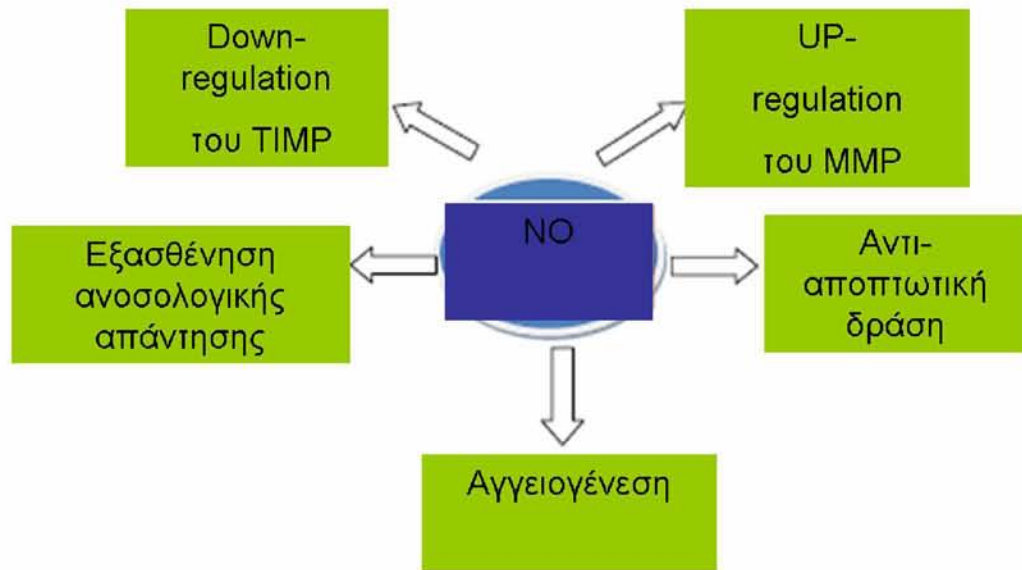 Down-
regulation
του TIMP
UP-
regulation
του MMP
NO
Εξασθένηση
ανοσολογικής
απάντησης
Αντι-
αποπτωτική
δράση
Αγγειογένεση